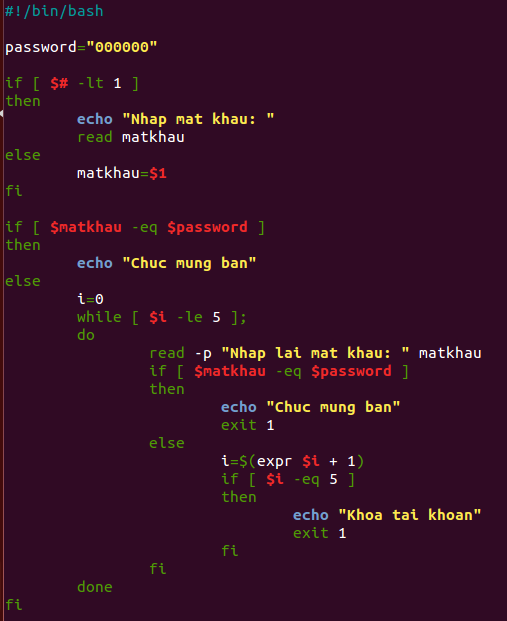 #!/bin/bash

password="000000"

if [ $# -lt 1 ]
then
        echo "Nhap mat khau: "
        read matkhau
else
        matkhau=$1
fi

if [ $matkhau -eq $password ]
then
        echo "Chuc mung ban"
else
        i=0
        while [ $i -le 5 ];
        do
                read -p "Nhap lai mat khau: " matkhau
                if [ $matkhau -eq $password ]
                then
                        echo "Chuc mung ban"
                        exit 1
                else
                        i=$(expr $i + 1)
                        if [ $i -eq 5 ]
                        then
                                echo "Khoa tai khoan"
                                exit 1
                        fi
                fi
        done
fi